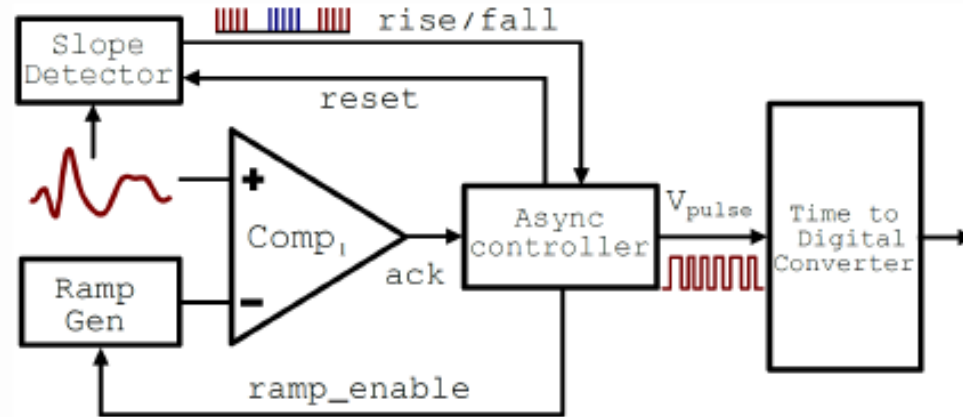 rise/fall
Slope
Detector
reset
Comp₁
ack
Async
controller
Vpulse
Time to
Digital
Converter
Ramp
Gen
ramp_enable